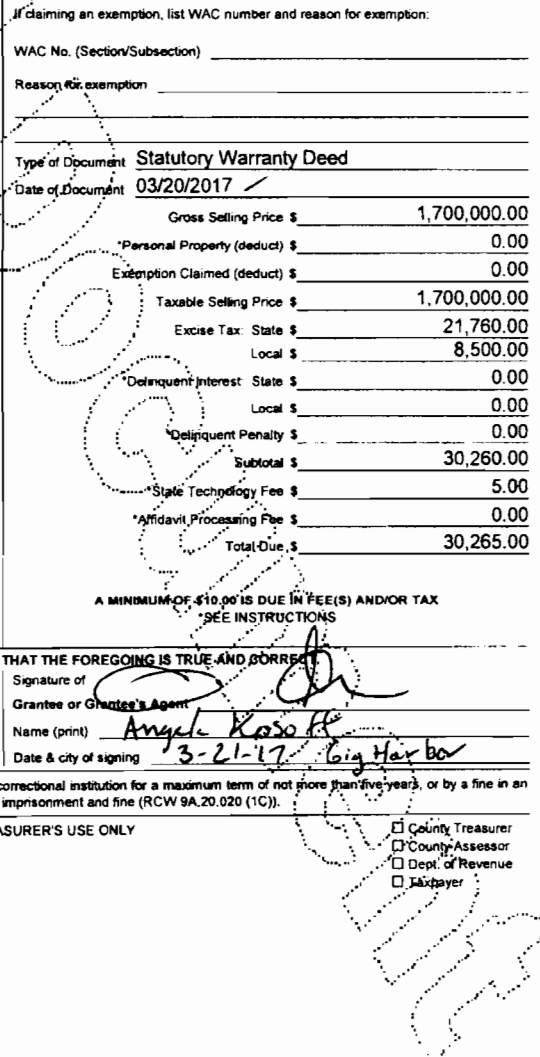 If claiming an exemption, list WAC number and reason for exemption:
WAC No. (Section/Subsection)
Reason for exemption
Type of Document Statutory Warranty Deed
Date of Document 03/20/2017
Gross Selling Price $ 1,700,000.00
*Personal Property (deduct) $ 0.00
Exemption Claimed (deduct) $ 0.00
Taxable Selling Price $ 1,700,000.00
Excise Tax: State $ 21,760.00
Local $ 8,500.00
*Delinquent Interest: State $ 0.00
Local $ 0.00
*Delinquent Penalty $ 0.00
Subtotal $ 30,260.00
*State Technology Fee $ 5.00
*Affidavit Processing Fee $ 0.00
Total Due $ 30,265.00
A MINIMUM OF $10.00 IS DUE IN FEE(S) AND/OR TAX
*SEE INSTRUCTIONS
THAT THE FOREGOING IS TRUE AND CORRECT.
Signature of
Grantee or Grantee's Agent
Name (print) Angela
Date & city of signing 3-21-17 Gig Harbor
correctional institution for a maximum term of not more than five years, or by a fine in an
imprisonment and fine (RCW 9A.20.020 (1C)).
ASURER'S USE ONLY
☐ County Treasurer
☐ County Assessor
☐ Dept. of Revenue
☐ Taxpayer